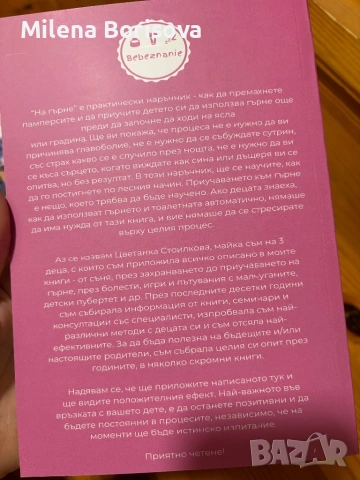 Milena Borisova
Bebeznanie
"На гърне" е практически наръчник - как да премахнете
памперсите и да приучите детето си да използва гърне още
преди да започне да ходи на ясла
или градина. Ще ви покажа, че процеса не е нужно да ви
причинява главоболие, не е нужно да се събуждате сутрин,
със страх какво се е случило през нощта, не е нужно да ви
се къса сърцето, когато виждате как сина или дъщеря ви се
опитва, но без резултат. В този наръчник, ще се научите, как
да го постигнете по лесния начин. Приучаването към гърне
е нещо, което трябва да бъде научено. Ако децата знаеха,
как да използват гърнето и тоалетната автоматично, нямаше
да има нужда от тази книга, и вие нямаше да се стресирате
върху целия процес.
Аз се казвам Цветанка Стоилкова, майка съм на 3
деца, с които съм приложила всичко описано в моите
книги - от съня, през захранването до приучаването на
гърне, през болести, игри и пътувания с мал-уганите,
детски пубертет и др. През последните десетки години
съм събирала информация от книги, семинари и
консултации със специалисти, изпробвала съм най-
различни методи с децата си и съм отсяла най-
ефективните. За да бъда полезна на бъдещите и/или
настоящите родители, съм събрала целия си опит през
годините, в няколко скромни книги.
Надявам се, че ще приложите написаното тук и
ще видите положителния ефект. Най-важното във
връзката с вашето дете, е да останете позитивни и да
бъдете постоянни в процесите, независимо, че на
моменти ще бъде истинско изпитание.
Приятно четене!
BAZAR